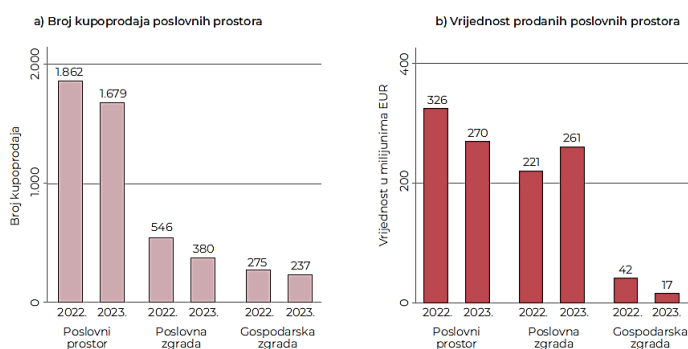 a) Broj kupoprodaja poslovnih prostora
Broj kupoprodaja
2.000
1.000
0
1.862
1.679
546
380
275
237
2022. 2023. 2022. 2023. 2022. 2023.
Poslovni prostor
Poslovna zgrada
Gospodarska zgrada
b) Vrijednost prodanih poslovnih prostora
Vrijednost u milijunima EUR
400
200
0
326
270
221
261
42
17
2022. 2023. 2022. 2023. 2022. 2023.
Poslovni prostor
Poslovna zgrada
Gospodarska zgrada